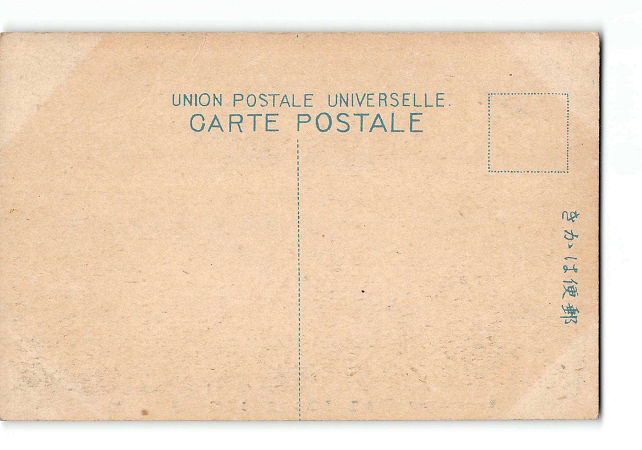 UNION POSTALE UNIVERSELLE.
CARTE POSTALE
郵便はかき